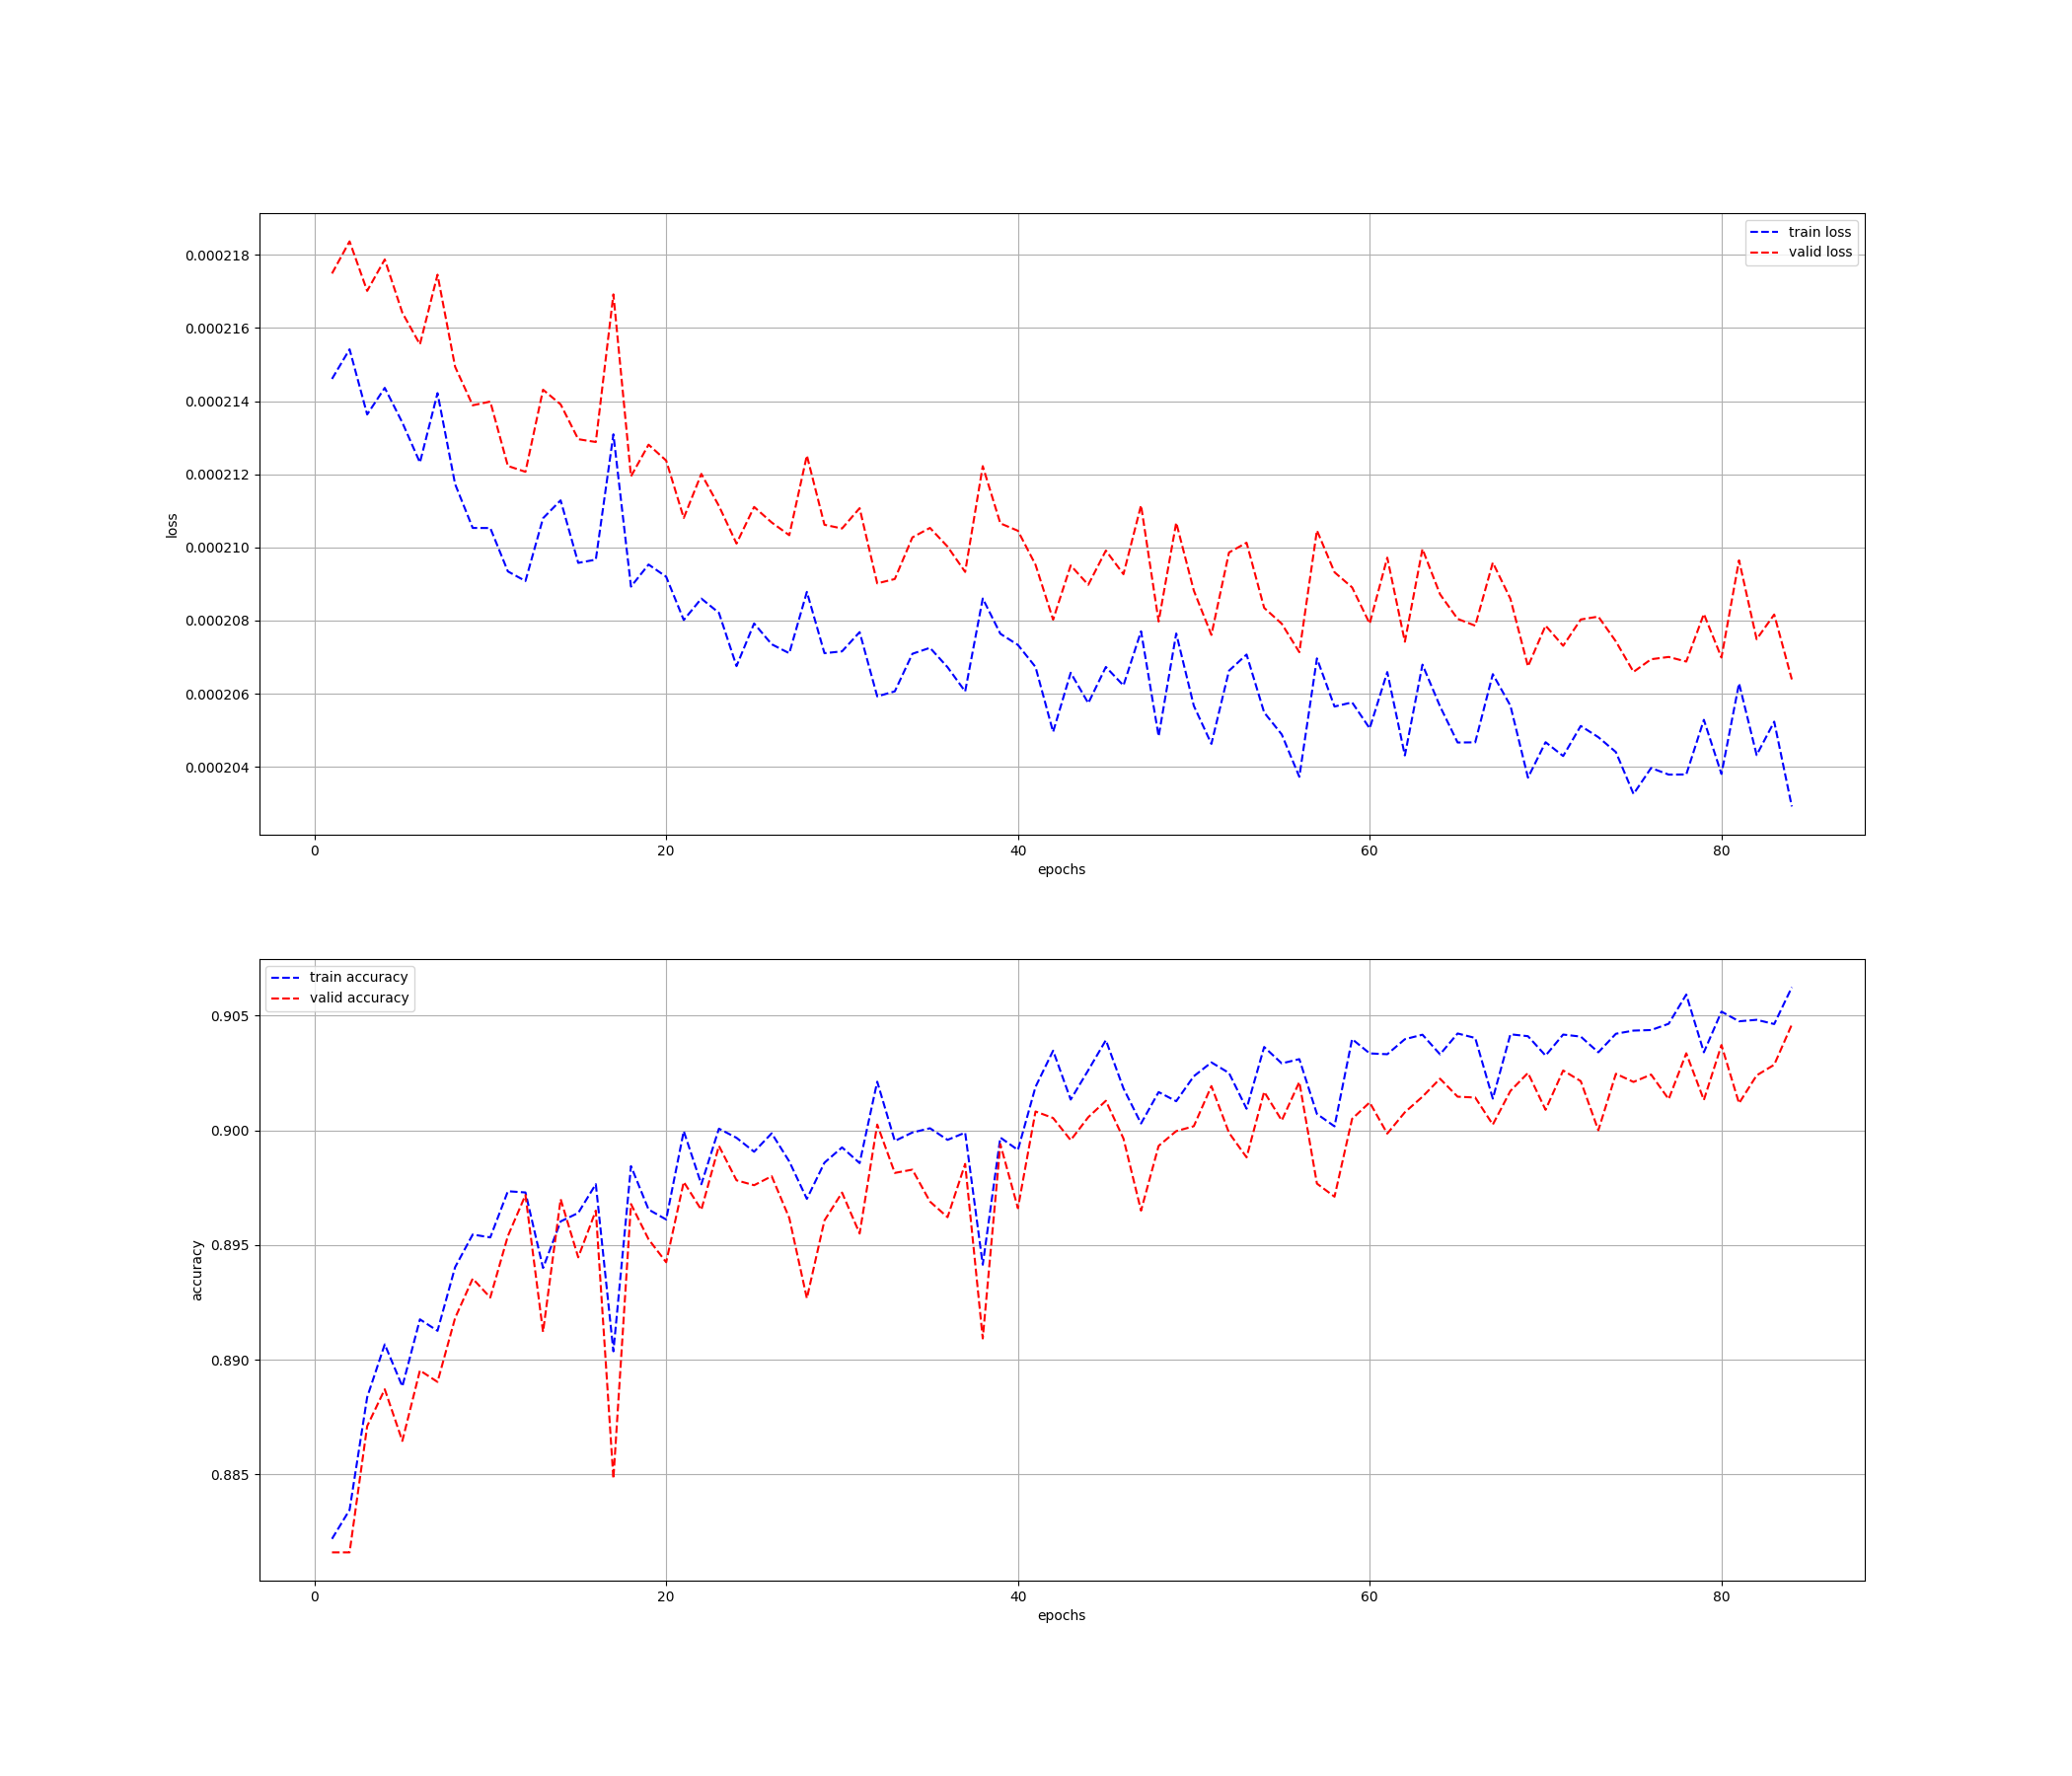 train loss
valid loss
0.000218
0.000216
0.000214
0.000212
0.000210
0.000208
0.000206
0.000204
loss
0 20 40 60 80
epochs
train accuracy
valid accuracy
0.905
0.900
0.895
0.890
0.885
accuracy
0 20 40 60 80
epochs